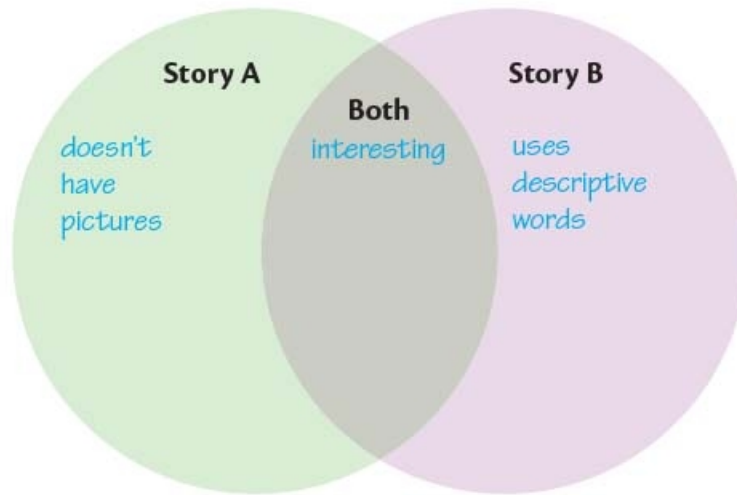 Story A
doesn't
have
pictures
Both
interesting
Story B
uses
descriptive
words